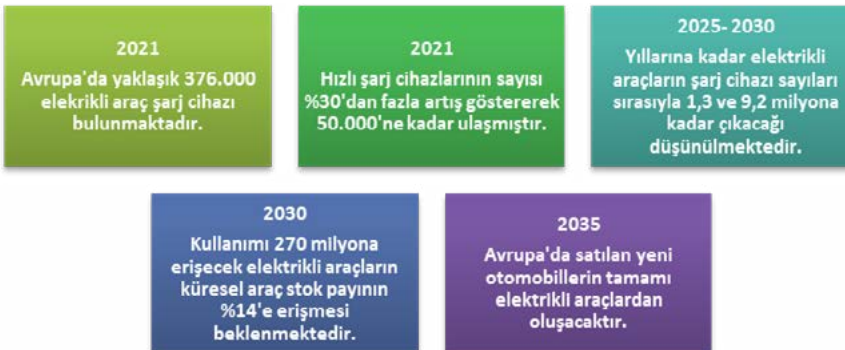 2021
Avrupa'da yaklaşık 376.000
elekrikli araç şarj cihazı
bulunmaktadır.
2021
Hızlı şarj cihazlarının sayısı
%30'dan fazla artış göstererek
50.000'ne kadar ulaşmıştır.
2025- 2030
Yıllarına kadar elektrikli
araçların şarj cihazı sayıları
sırasıyla 1,3 ve 9,2 milyona
kadar çıkacağı
düşünülmektedir.
2030
Kullanımı 270 milyona
erişecek elektrikli araçların
küresel araç stok payının
%14'e erişmesi
beklenmektedir.
2035
Avrupa'da satılan yeni
otomobillerin tamamı
elektrikli araçlardan
oluşacaktır.